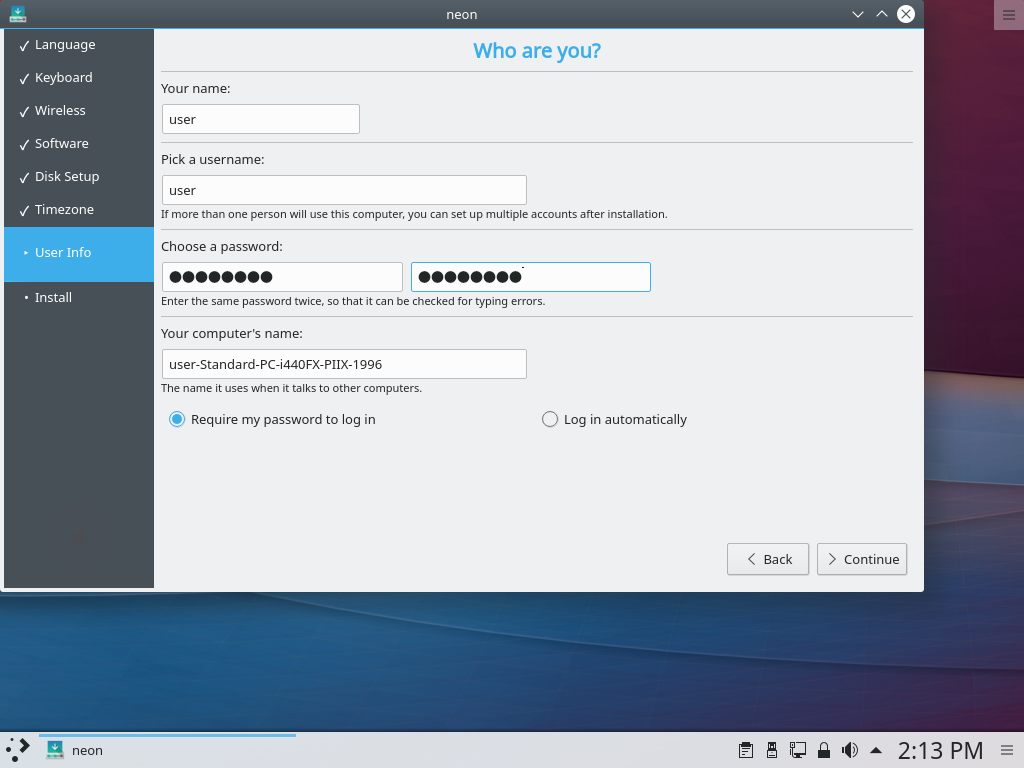 neon
Language
Keyboard
Wireless
Software
Disk Setup
Timezone
User Info
Install
Who are you?
Your name:
user
Pick a username:
user
If more than one person will use this computer, you can set up multiple accounts after installation.
Choose a password:
●●●●●●●● ●●●●●●●●
Enter the same password twice, so that it can be checked for typing errors.
Your computer's name:
user-Standard-PC-i440FX-PIIX-1996
The name it uses when it talks to other computers.
Require my password to log in Log in automatically
Back Continue
neon 2:13 PM